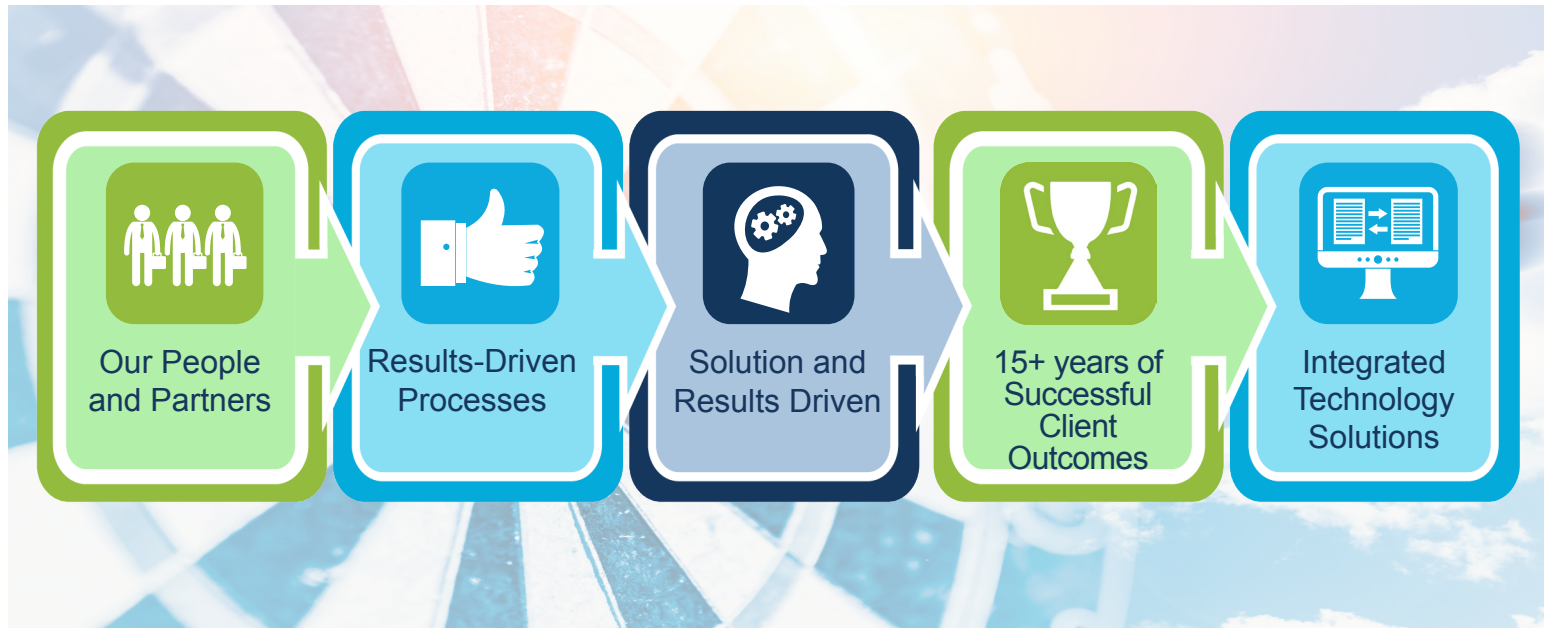 Our People
and Partners
Results-Driven
Processes
Solution and
Results Driven
15+ years of
Successful
Client
Outcomes
Integrated
Technology
Solutions